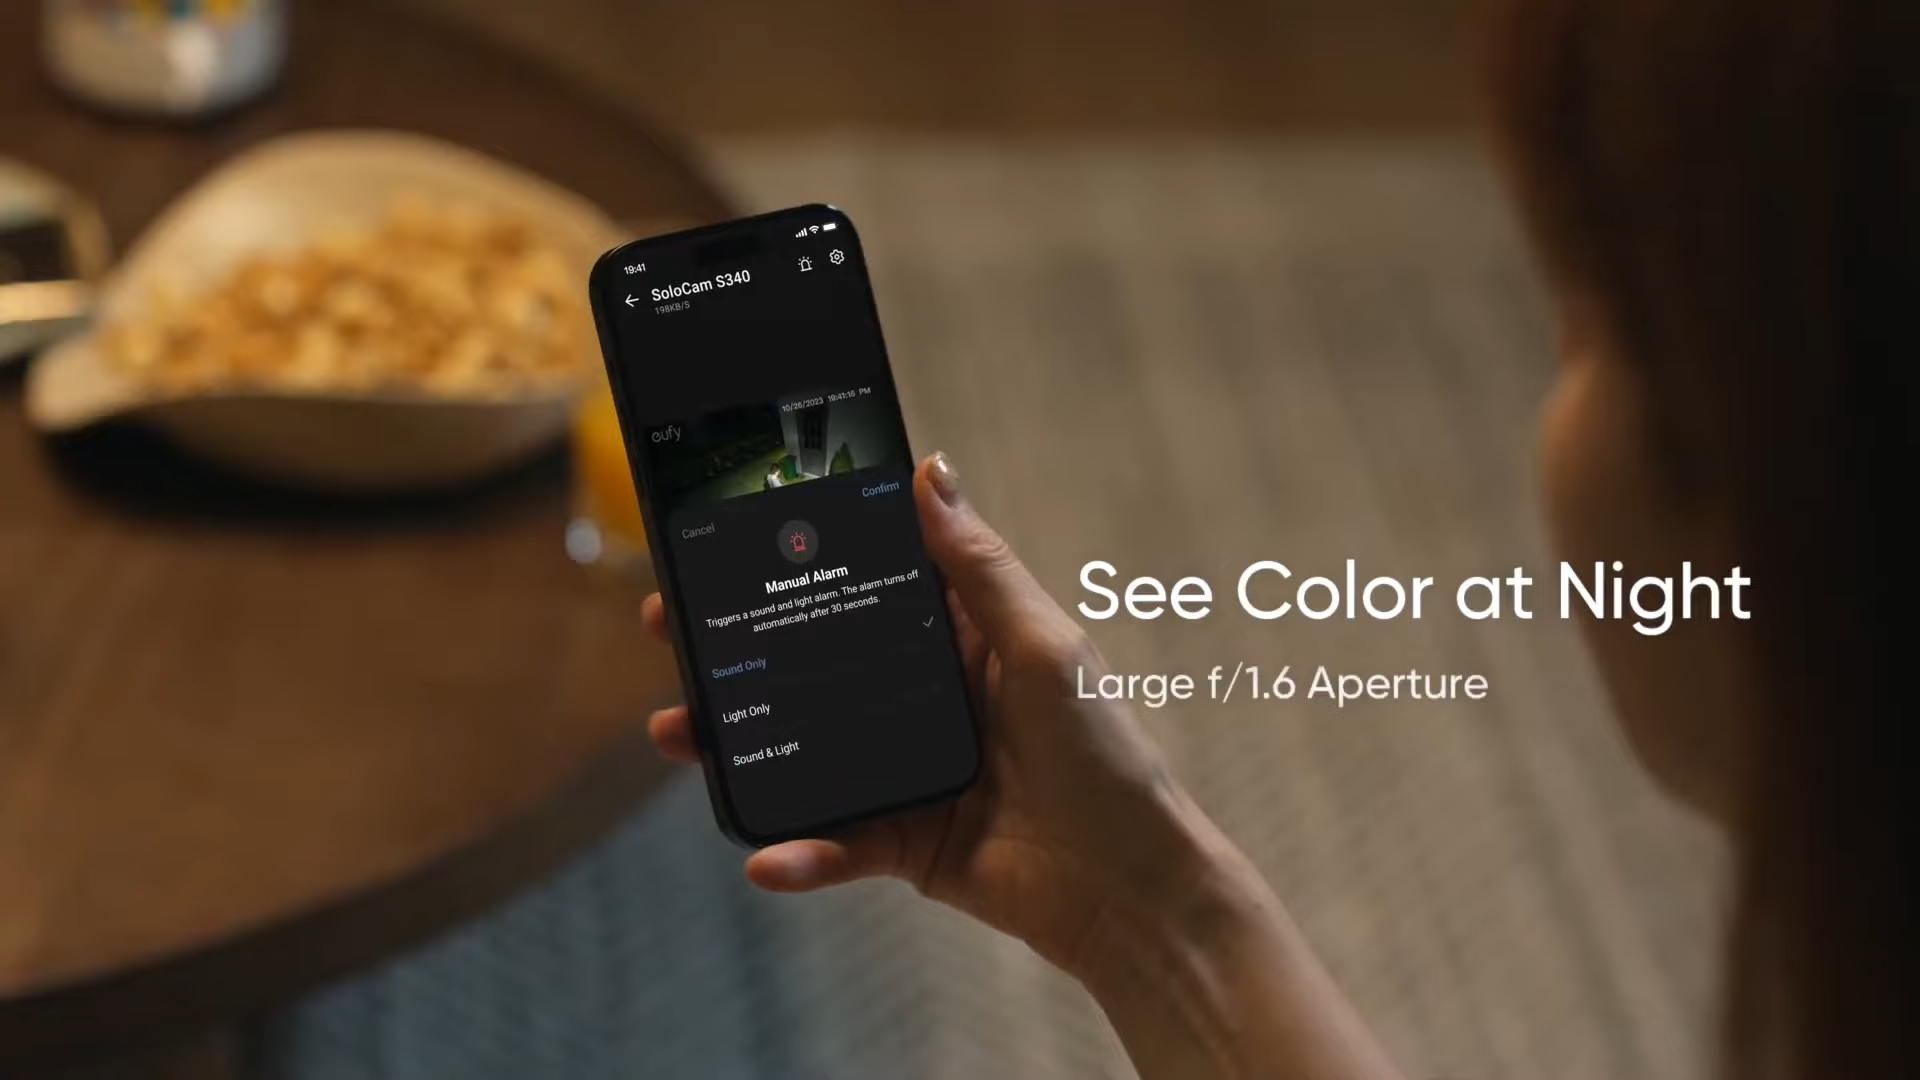 19:41
SoloCam S340
198KB/S
10/26/2023 19:41:16 PM
eufy
Confirm
Cancel
Manual Alarm
Triggers a sound and light alarm. The alarm turns off
automatically after 30 seconds.
Sound Only
Light Only
Sound & Light
See Color at Night
Large f/1.6 Aperture